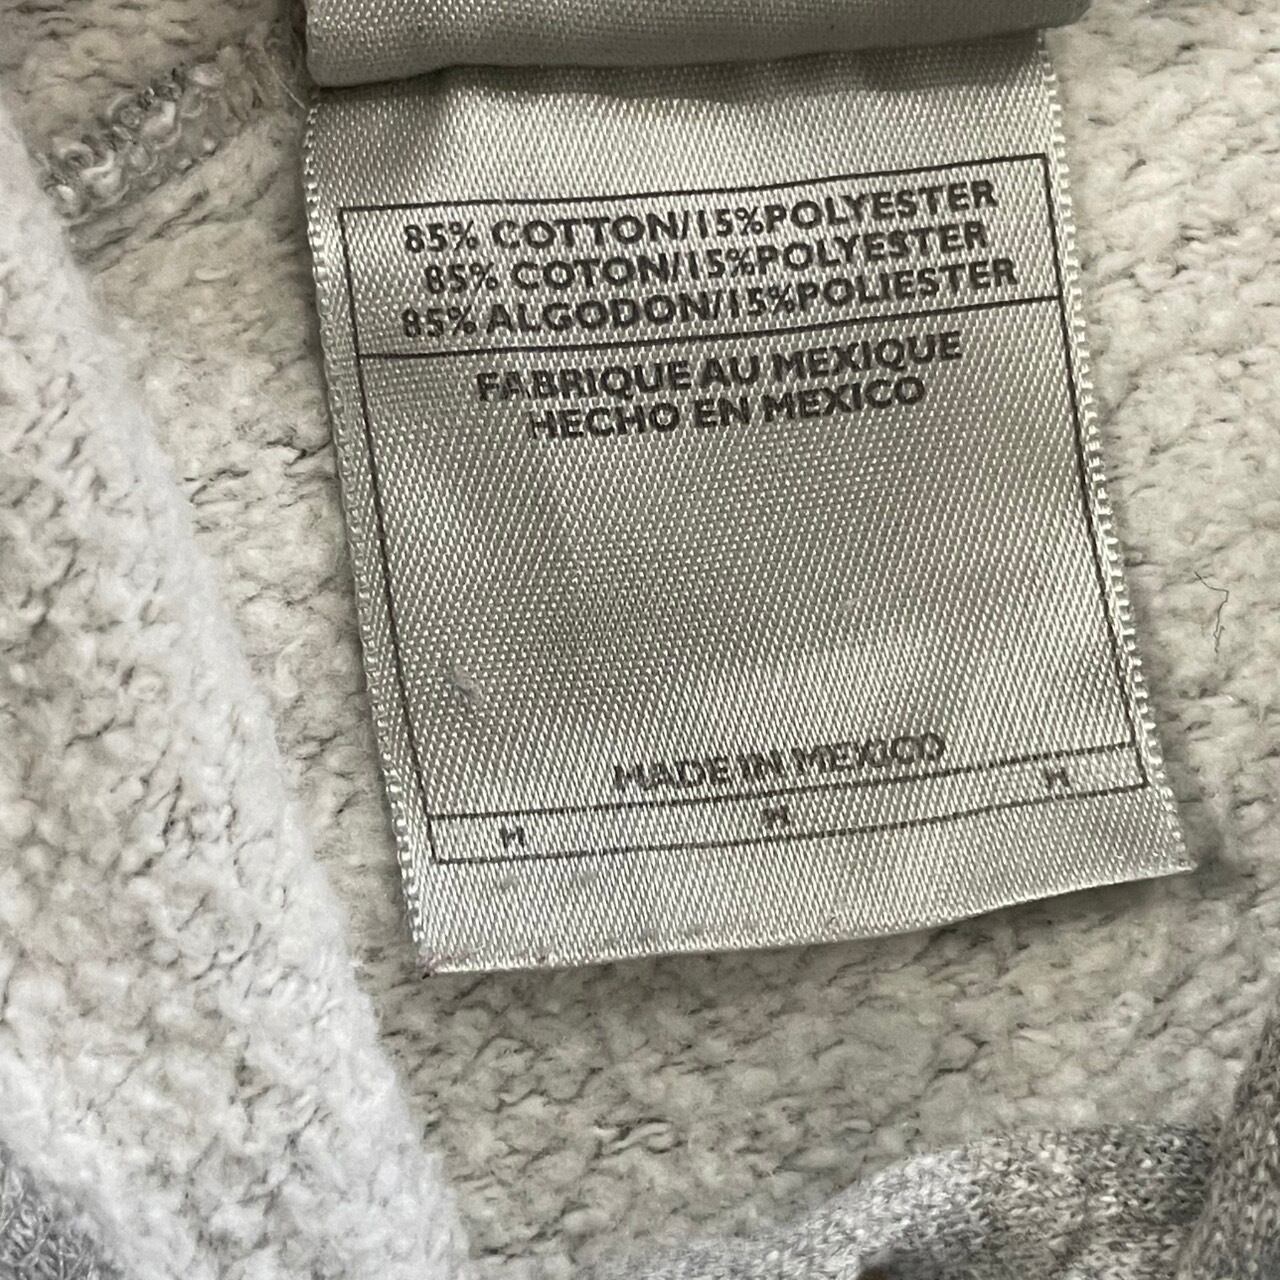 85% COTTON/15%POLYESTER
85% COTON/15%POLYESTER
85% ALGODON/15%POLIESTER
FABRIQUE AU MEXIQUE
HECHO EN MEXICO
MADE IN MEXICO
H H H